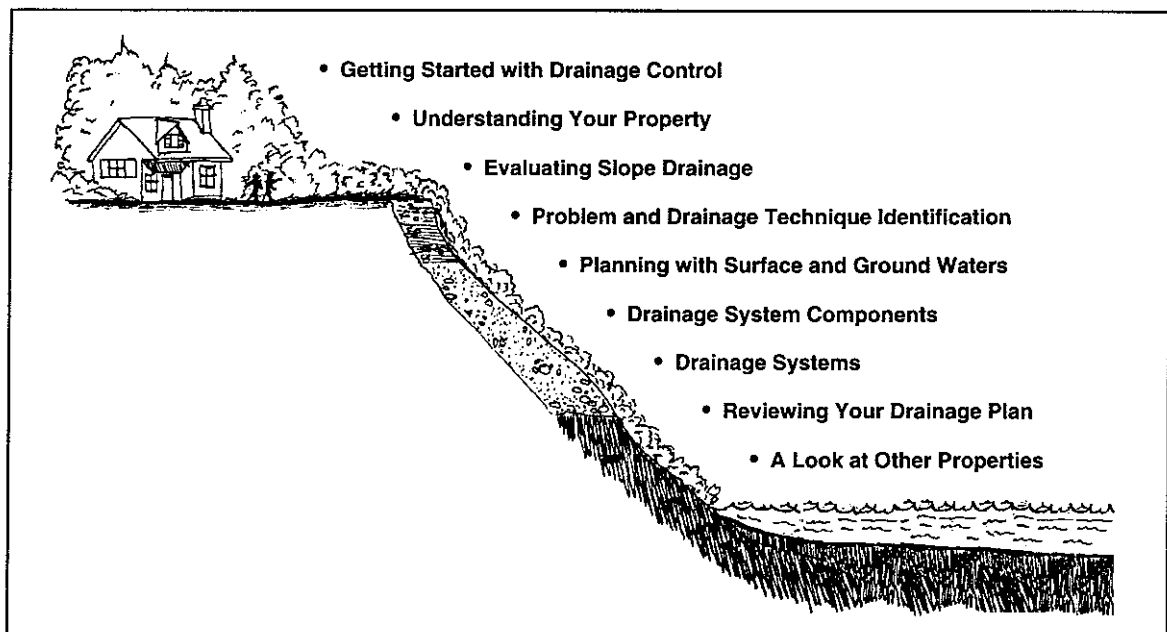 • Getting Started with Drainage Control
• Understanding Your Property
• Evaluating Slope Drainage
• Problem and Drainage Technique Identification
• Planning with Surface and Ground Waters
• Drainage System Components
• Drainage Systems
• Reviewing Your Drainage Plan
• A Look at Other Properties